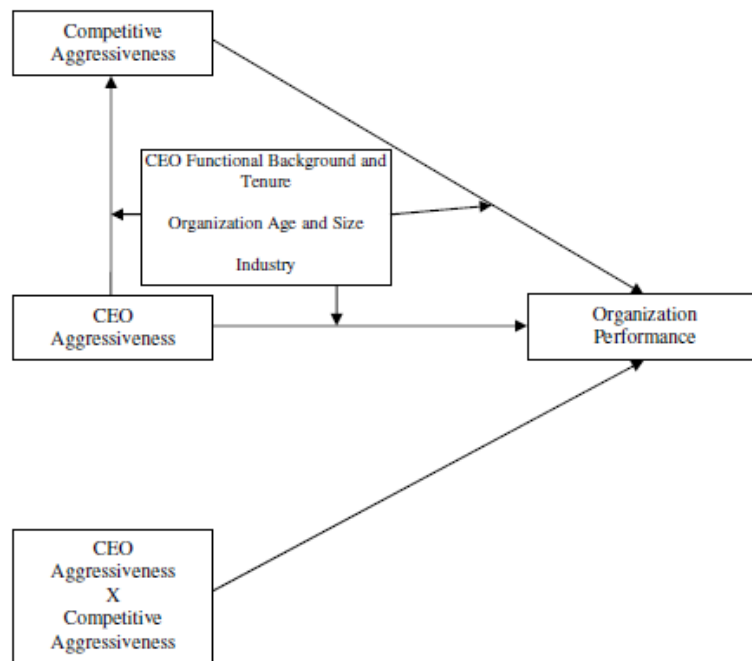 Competitive
Aggressiveness
CEO Functional Background and
Tenure
Organization Age and Size
Industry
CEO
Aggressiveness
Organization
Performance
CEO
Aggressiveness
X
Competitive
Aggressiveness